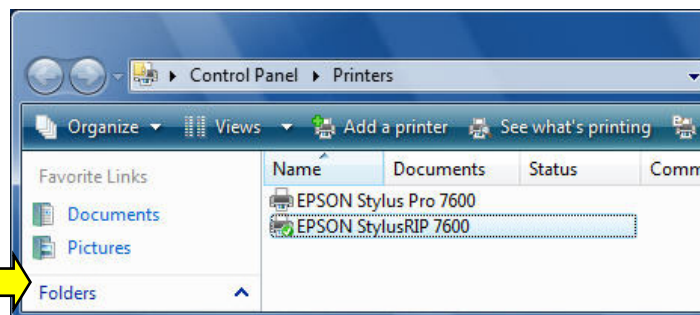 Control Panel Printers
Organize Views Add a printer See what's printing
Favorite Links
Documents
Pictures
Folders
Name Documents Status Comm
EPSON Stylus Pro 7600
EPSON StylusRIP 7600